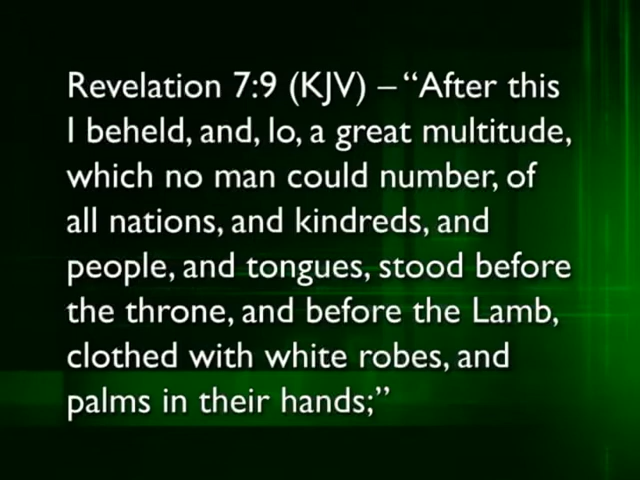 Revelation 7:9 (KJV) – “After this
I beheld, and, lo, a great multitude,
which no man could number, of
all nations, and kindreds, and
people, and tongues, stood before
the throne, and before the Lamb,
clothed with white robes, and
palms in their hands;”